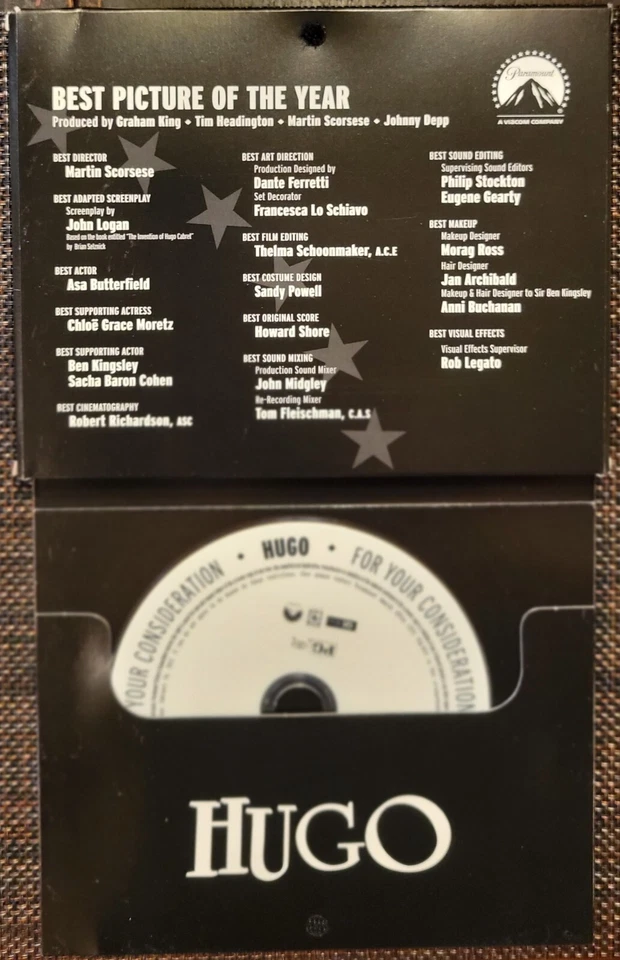 Paramount
A VIACOM COMPANY
BEST PICTURE OF THE YEAR
Produced by Graham King ✦ Tim Headington ✦ Martin Scorsese ✦ Johnny Depp
BEST DIRECTOR
Martin Scorsese
BEST ADAPTED SCREENPLAY
Screenplay by
John Logan
Based on the book entitled "The Invention of Hugo Cabret"
by Brian Selznick
BEST ACTOR
Asa Butterfield
BEST SUPPORTING ACTRESS
Chloë Grace Moretz
BEST SUPPORTING ACTOR
Ben Kingsley
Sacha Baron Cohen
BEST CINEMATOGRAPHY
Robert Richardson, ASC
BEST ART DIRECTION
Production Designed by
Dante Ferretti
Set Decorator
Francesca Lo Schiavo
BEST FILM EDITING
Thelma Schoonmaker, A.C.E
BEST COSTUME DESIGN
Sandy Powell
BEST ORIGINAL SCORE
Howard Shore
BEST SOUND MIXING
Production Sound Mixer
John Midgley
Re-Recording Mixer
Tom Fleischman, C.A.S
BEST SOUND EDITING
Supervising Sound Editors
Philip Stockton
Eugene Gearty
BEST MAKEUP
Makeup Designer
Morag Ross
Hair Designer
Jan Archibald
Makeup & Hair Designer to Sir Ben Kingsley
Anni Buchanan
BEST VISUAL EFFECTS
Visual Effects Supervisor
Rob Legato
YOUR CONSIDERATION • HUGO • FOR YOUR CONSIDERATION
HUGO